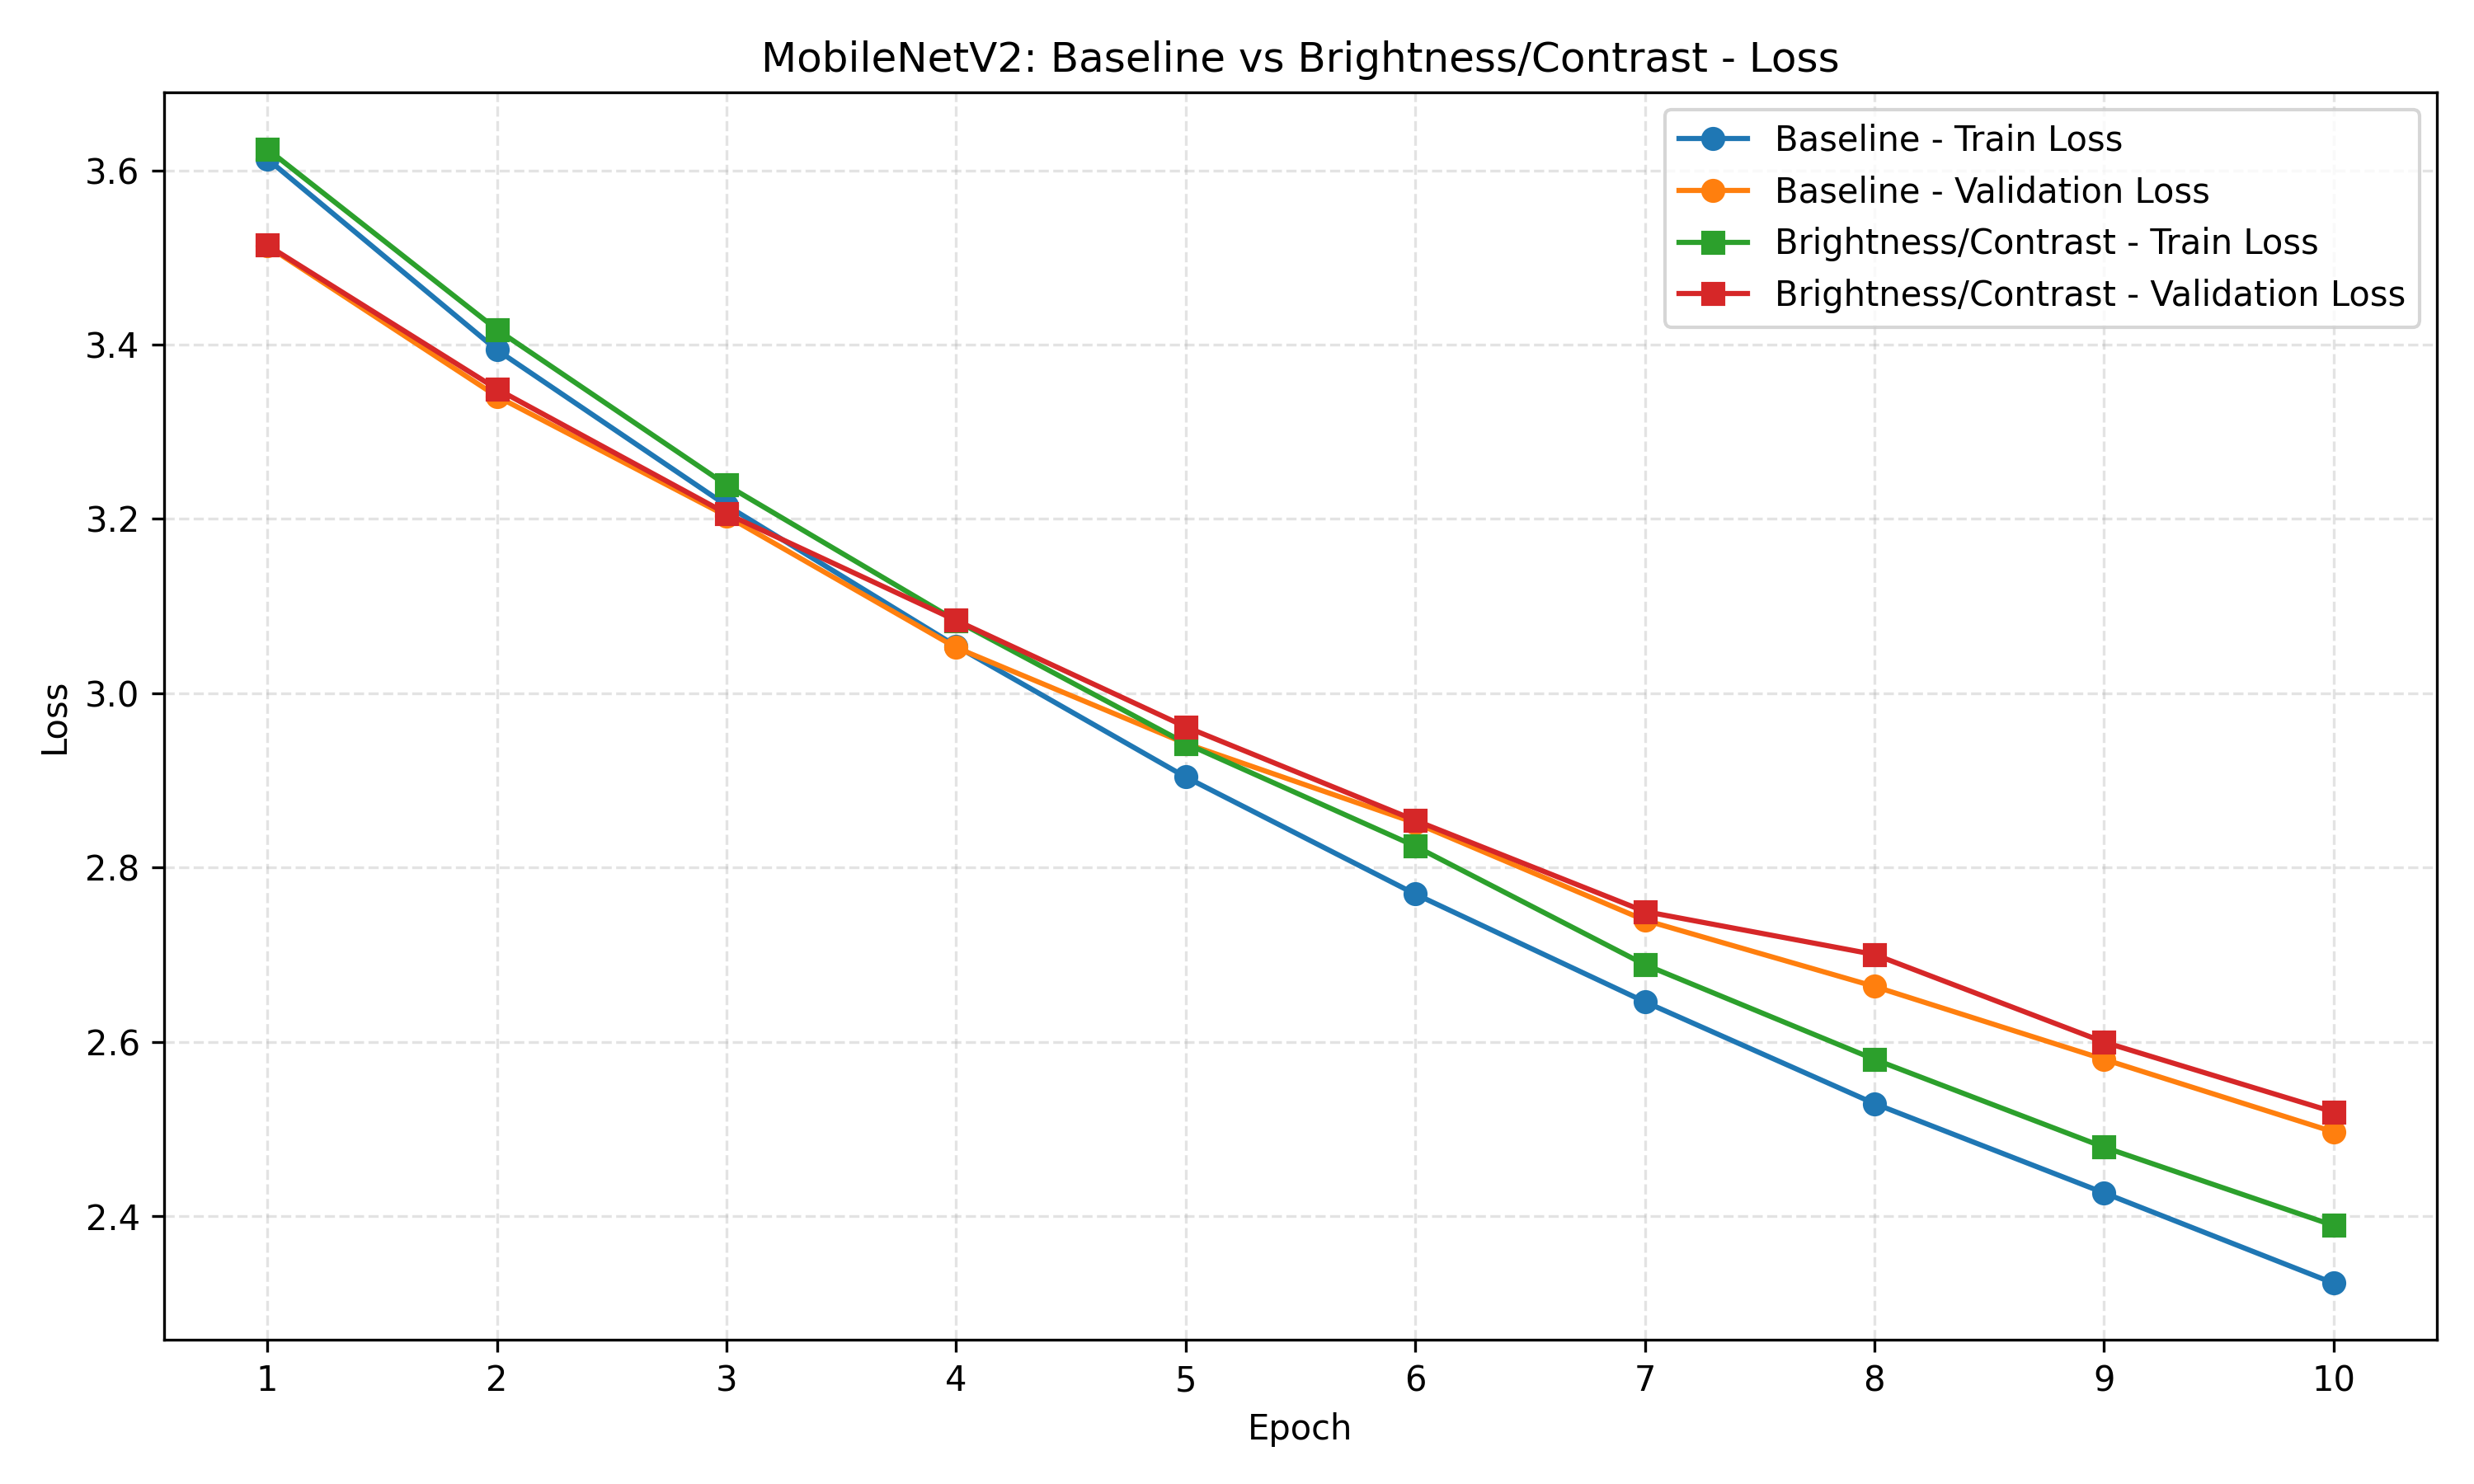 MobileNetV2: Baseline vs Brightness/Contrast - Loss
Baseline - Train Loss
Baseline - Validation Loss
Brightness/Contrast - Train Loss
Brightness/Contrast - Validation Loss
3.6
3.4
3.2
3.0
2.8
2.6
2.4
Loss
1 2 3 4 5 6 7 8 9 10
Epoch